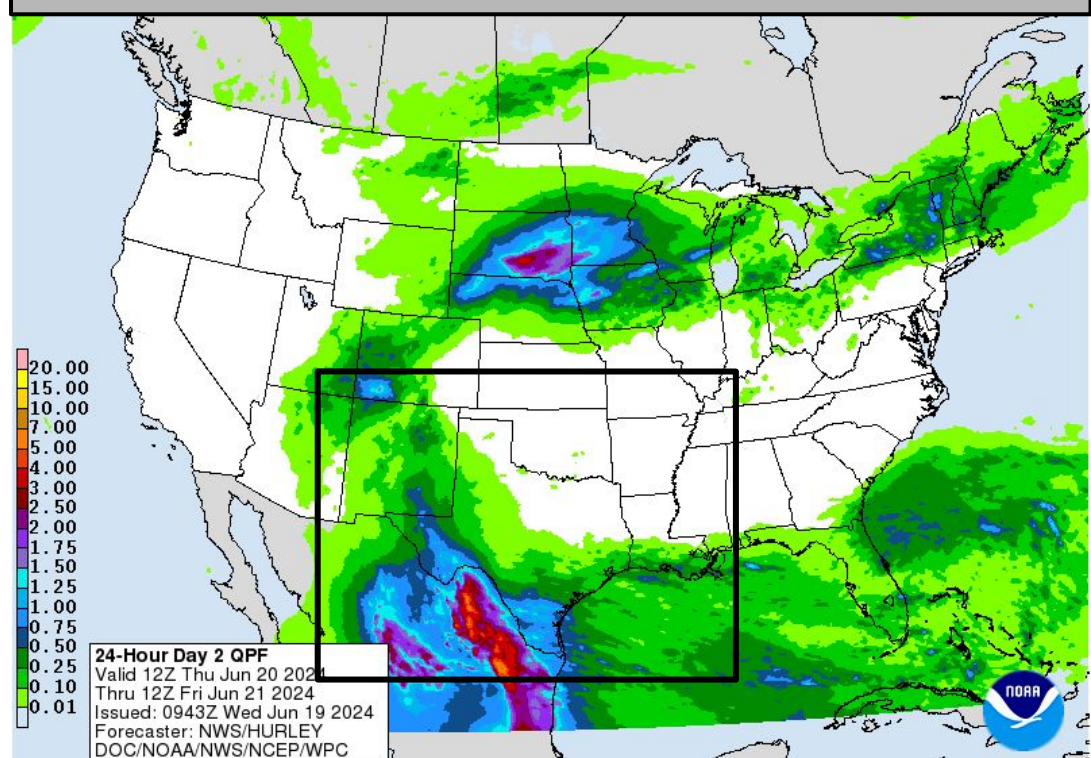 20.00
15.00
10.00
7.00
5.00
4.00
3.00
2.50
2.00
1.75
1.50
1.25
1.00
0.75
0.50
0.25
0.10
0.01
24-Hour Day 2 QPF
Valid 12Z Thu Jun 20 2024
Thru 12Z Fri Jun 21 2024
Issued: 0943Z Wed Jun 19 2024
Forecaster: NWS/HURLEY
DOC/NOAA/NWS/NCEP/WPC
NOAA